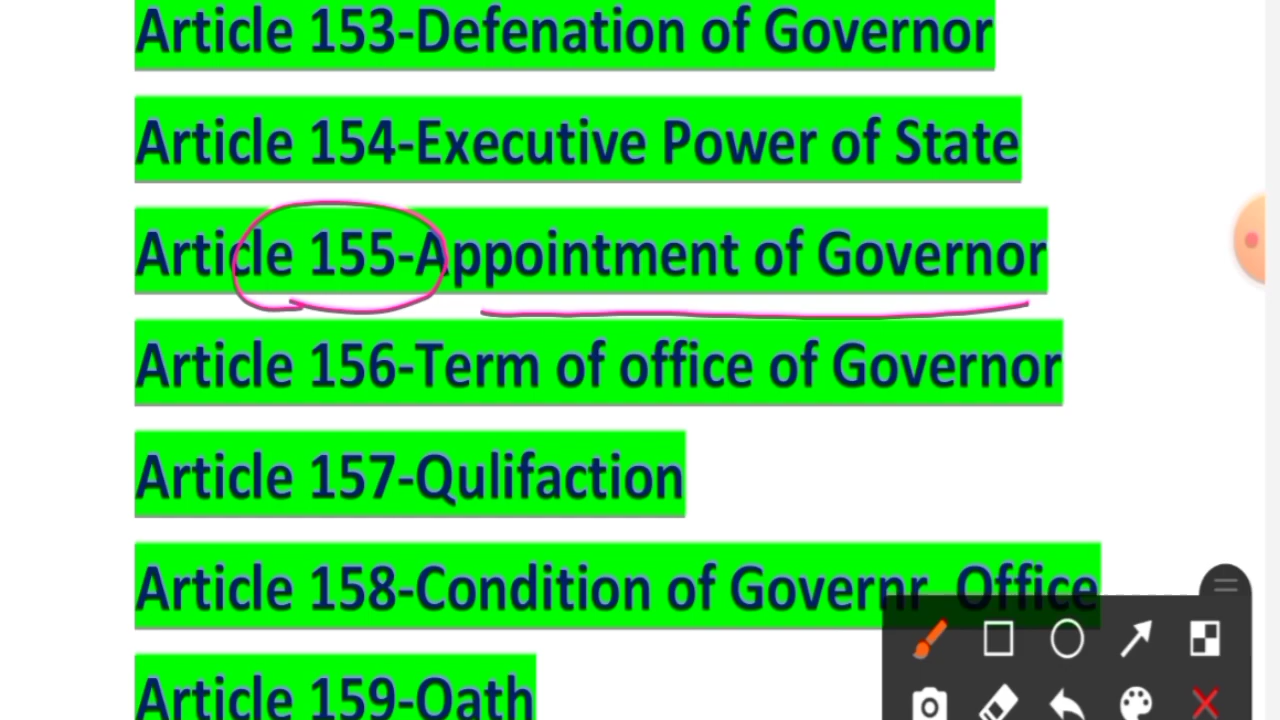 Article 153-Defenation of Governor
Article 154-Executive Power of State
Article 155-Appointment of Governor
Article 156-Term of office of Governor
Article 157-Qulifaction
Article 158-Condition of Governr Office
Article 159-Oath